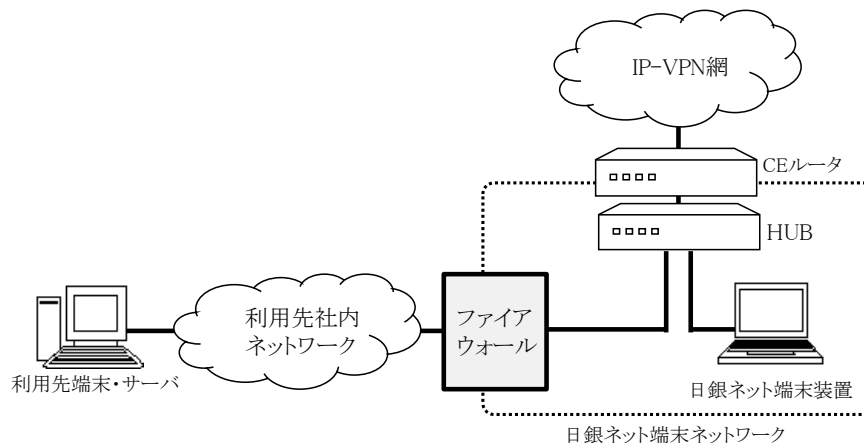 IP-VPN網
CEルータ
HUB
利用先社内
ネットワーク
ファイア
ウォール
利用先端末・サーバ
日銀ネット端末装置
日銀ネット端末ネットワーク